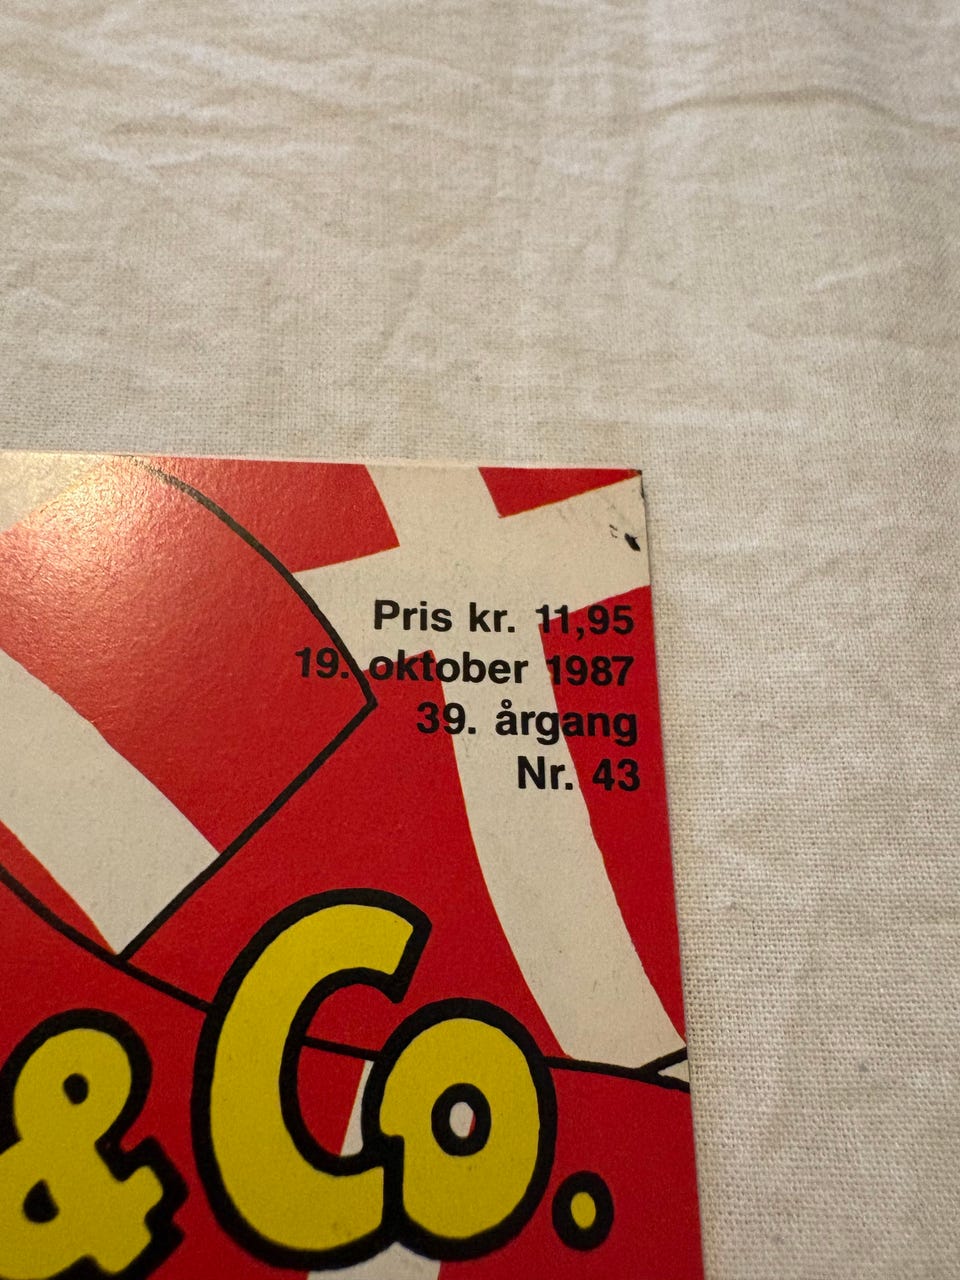 Pris kr. 11,95
19. oktober 1987
39. årgang
Nr. 43
& Co.